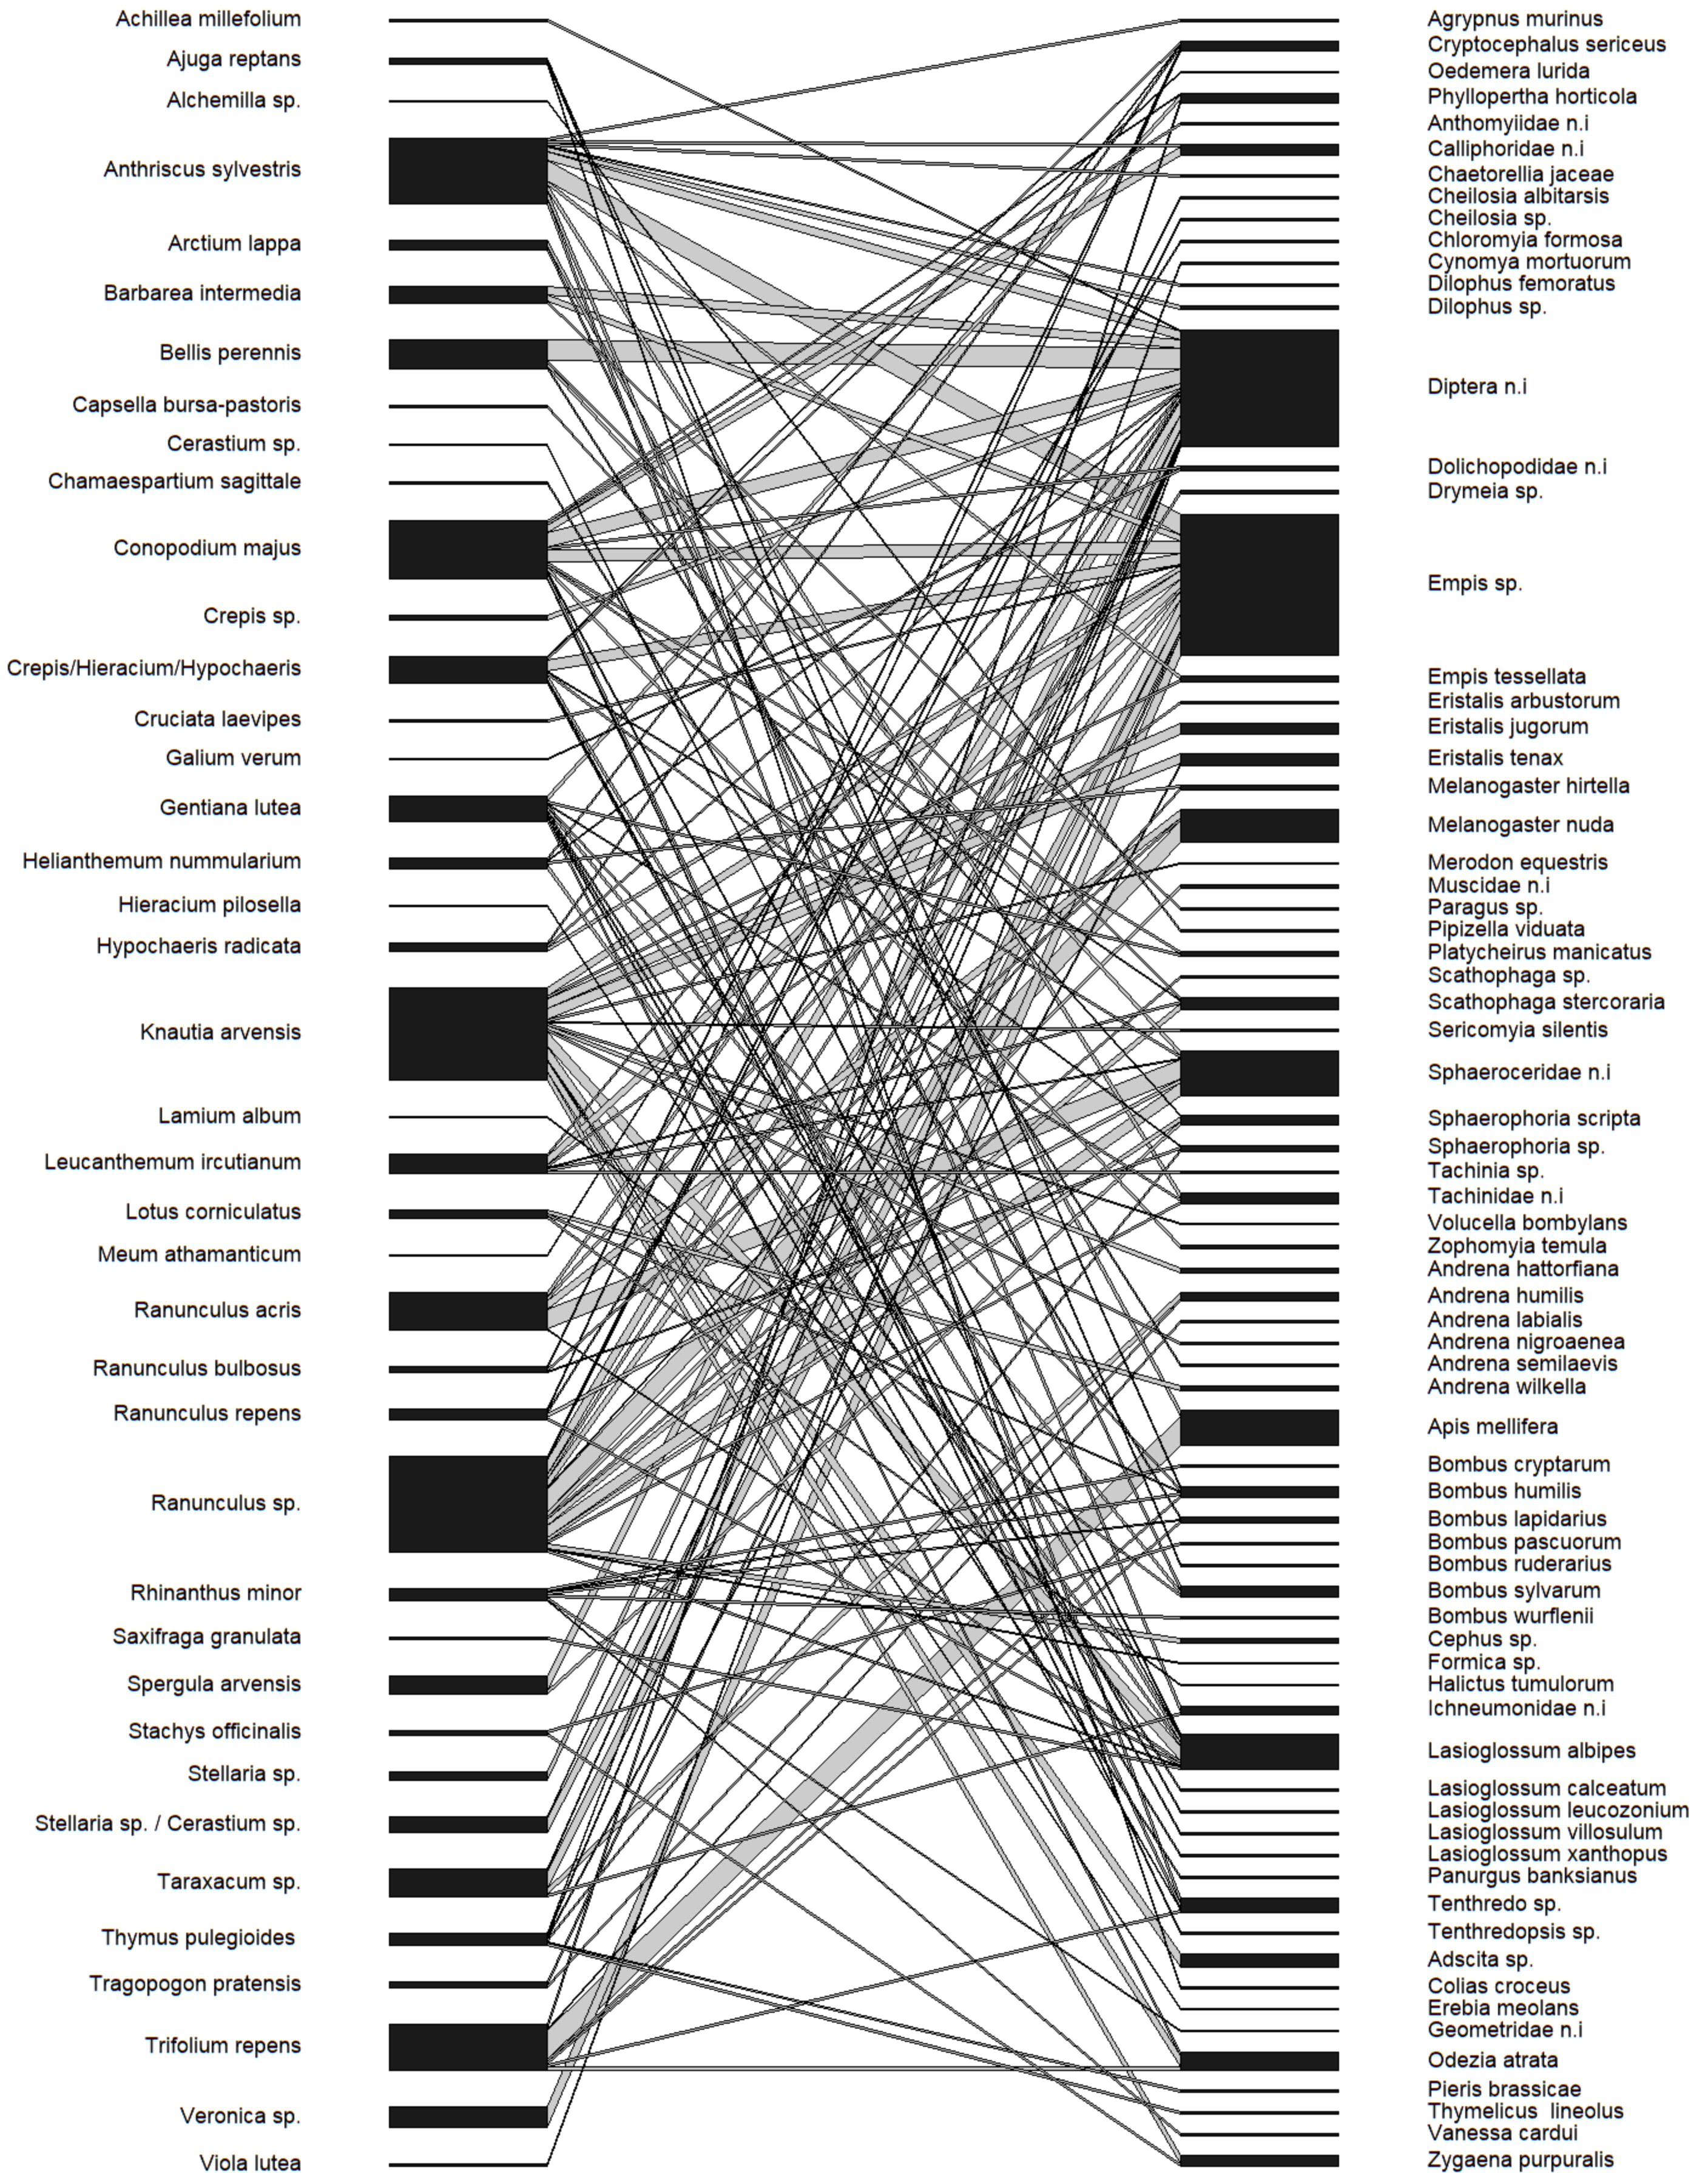 Achillea millefolium
Ajuga reptans
Alchemilla sp.
Anthriscus sylvestris
Arctium lappa
Barbarea intermedia
Bellis perennis
Capsella bursa-pastoris
Cerastium sp.
Chamaespartium sagittale
Conopodium majus
Crepis sp.
Crepis/Hieracium/Hypochaeris
Cruciata laevipes
Galium verum
Gentiana lutea
Helianthemum nummularium
Hieracium pilosella
Hypochaeris radicata
Knautia arvensis
Lamium album
Leucanthemum ircutianum
Lotus corniculatus
Meum athamanticum
Ranunculus acris
Ranunculus bulbosus
Ranunculus repens
Ranunculus sp.
Rhinanthus minor
Saxifraga granulata
Spergula arvensis
Stachys officinalis
Stellaria sp.
Stellaria sp. / Cerastium sp.
Taraxacum sp.
Thymus pulegioides
Tragopogon pratensis
Trifolium repens
Veronica sp.
Viola lutea
Agrypnus murinus
Cryptocephalus sericeus
Oedemera lurida
Phyllopertha horticola
Anthomyiidae n.i
Calliphoridae n.i
Chaetorellia jaceae
Cheilosia albitarsis
Cheilosia sp.
Chloromyia formosa
Cynomya mortuorum
Dilophus femoratus
Dilophus sp.
Diptera n.i
Dolichopodidae n.i
Drymeia sp.
Empis sp.
Empis tessellata
Eristalis arbustorum
Eristalis jugorum
Eristalis tenax
Melanogaster hirtella
Melanogaster nuda
Merodon equestris
Muscidae n.i
Paragus sp.
Pipizella viduata
Platycheirus manicatus
Scathophaga sp.
Scathophaga stercoraria
Sericomyia silentis
Sphaeroceridae n.i
Sphaerophoria scripta
Sphaerophoria sp.
Tachinia sp.
Tachinidae n.i
Volucella bombylans
Zophomyia temula
Andrena hattorfiana
Andrena humilis
Andrena labialis
Andrena nigroaenea
Andrena semilaevis
Andrena wilkella
Apis mellifera
Bombus cryptarum
Bombus humilis
Bombus lapidarius
Bombus pascuorum
Bombus ruderarius
Bombus sylvarum
Bombus wurflenii
Cephus sp.
Formica sp.
Halictus tumulorum
Ichneumonidae n.i
Lasioglossum albipes
Lasioglossum calceatum
Lasioglossum leucozonium
Lasioglossum villosulum
Lasioglossum xanthopus
Panurgus banksianus
Tenthredo sp.
Tenthredopsis sp.
Adscita sp.
Colias croceus
Erebia meolans
Geometridae n.i
Odezia atrata
Pieris brassicae
Thymelicus lineolus
Vanessa cardui
Zygaena purpuralis